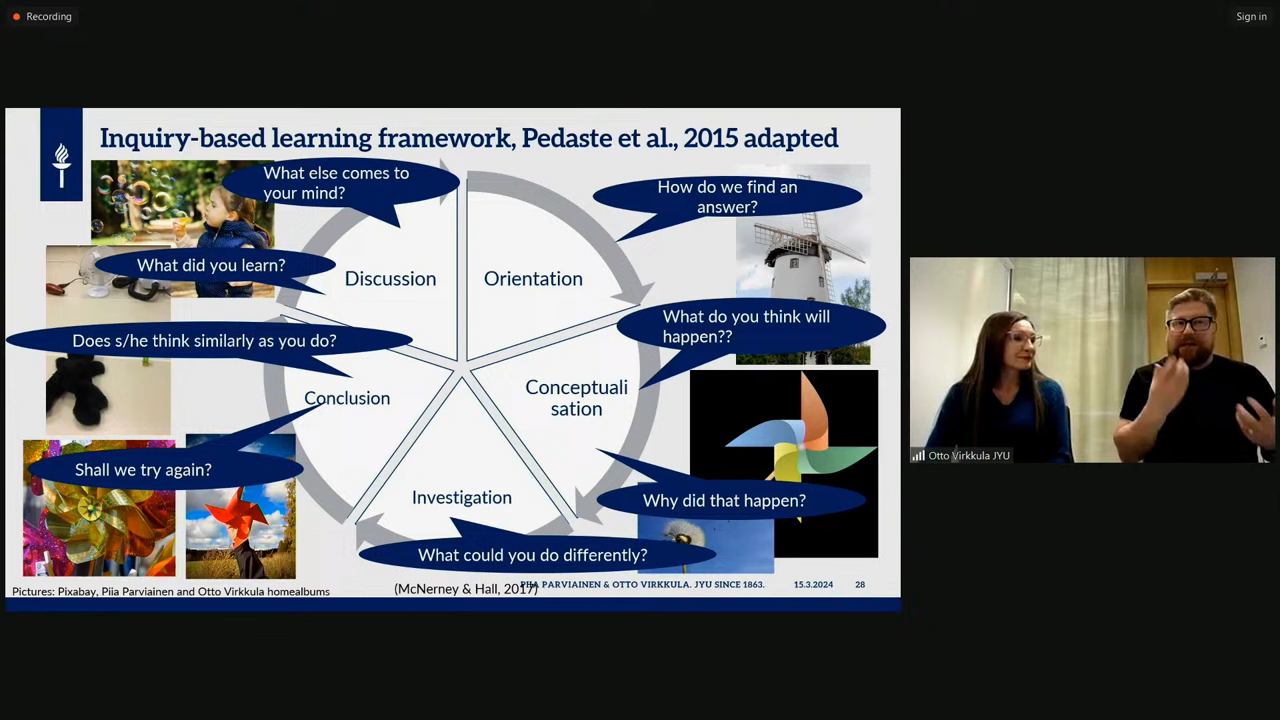 Recording
Sign in
Inquiry-based learning framework, Pedaste et al., 2015 adapted
What else comes to
your mind?
How do we find an
answer?
What did you learn?
Discussion
Orientation
What do you think will
happen??
Does s/he think similarly as you do?
Conclusion
Conceptuali
sation
Shall we try again?
Investigation
Why did that happen?
What could you do differently?
(McNerney & Hall, 2017)
PIIA PARVIAINEN & OTTO VIRKKULA. JYU SINCE 1863.
15.3.2024
28
Pictures: Pixabay, Piia Parviainen and Otto Virkkula homealbums
Otto Virkkula JYU